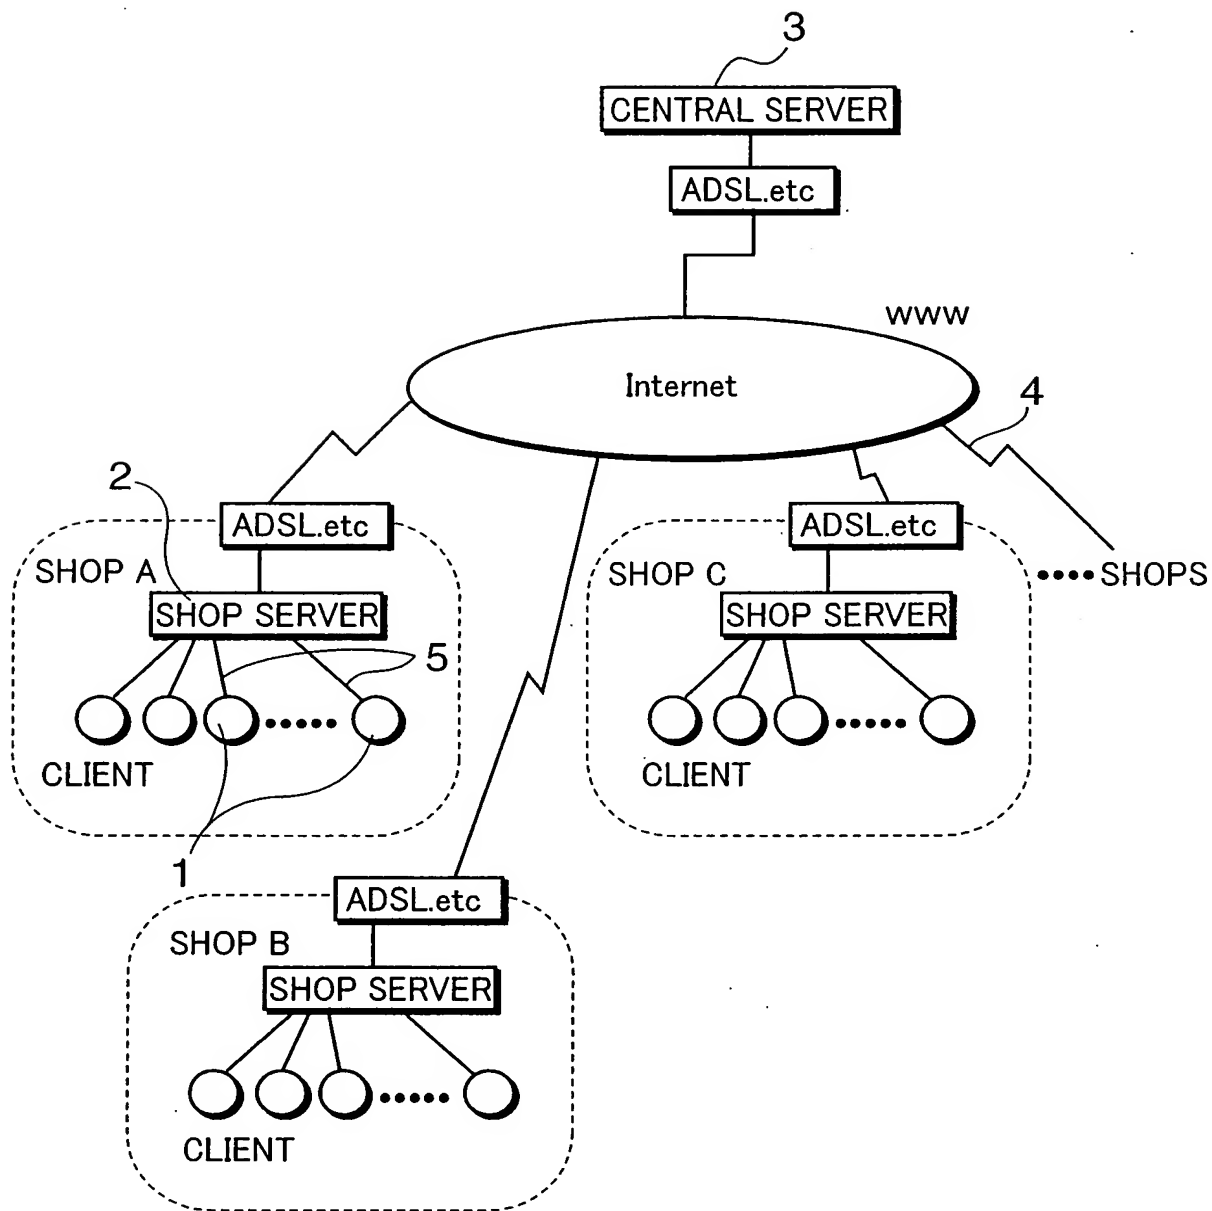 3
CENTRAL SERVER
ADSL.etc
WWW
Internet
4
2
ADSL.etc
ADSL.etc
SHOP A
SHOP C
•••• SHOPS
SHOP SERVER
SHOP SERVER
5
•••••
•••••
CLIENT
CLIENT
1
ADSL.etc
SHOP B
SHOP SERVER
•••••
CLIENT